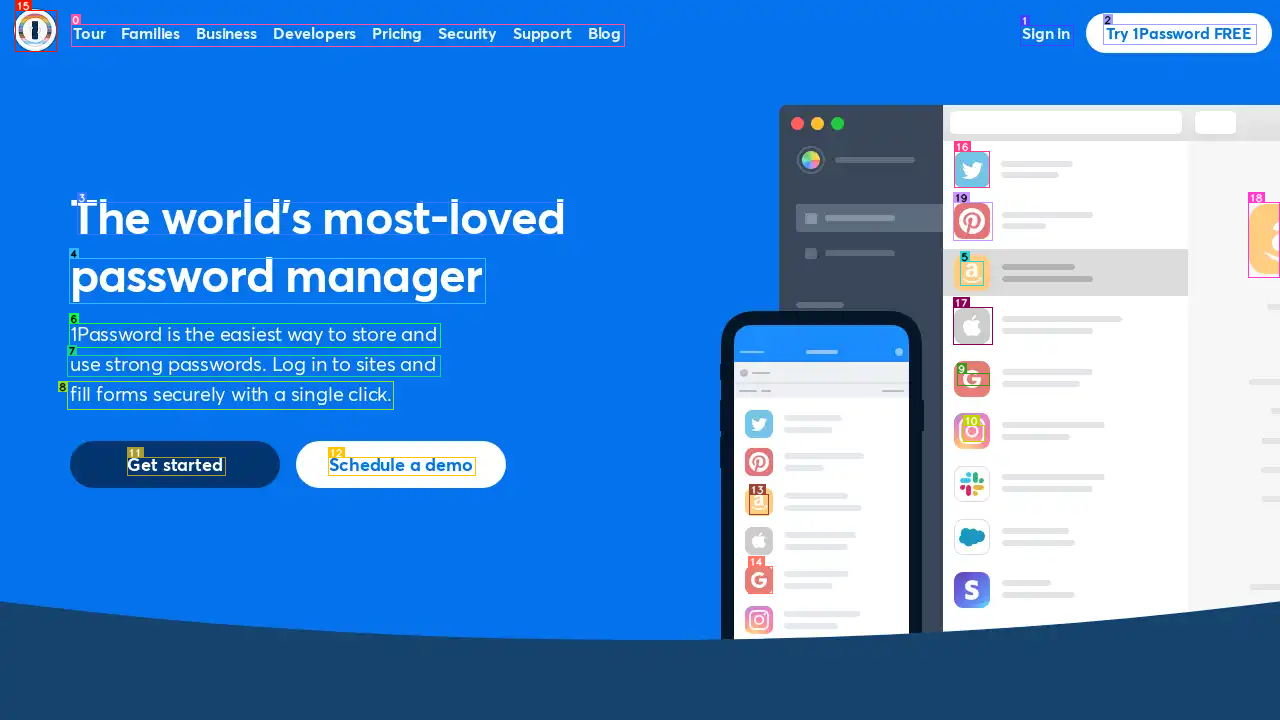 Tour Families Business Developers Pricing Security Support Blog Sign in Try 1Password FREE
The world's most-loved
password manager
1Password is the easiest way to store and
use strong passwords. Log in to sites and
fill forms securely with a single click.
Get started Schedule a demo
0
1
2
3
4
5
6
7
8
9
10
11
12
13
14
15
16
17
18
19